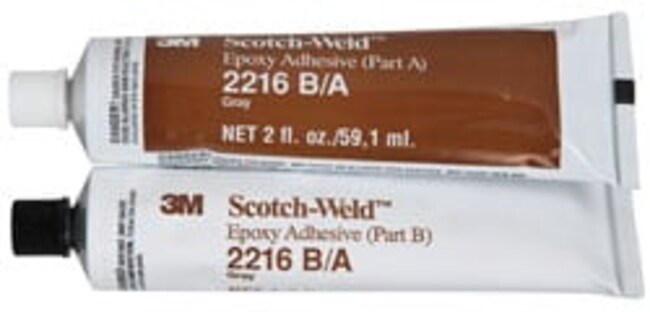 3M Scotch-Weld™
Epoxy Adhesive (Part A)
2216 B/A
Gray
NET 2 fl. oz./59.1 ml.
3M Scotch-Weld™
Epoxy Adhesive (Part B)
2216 B/A
Gray